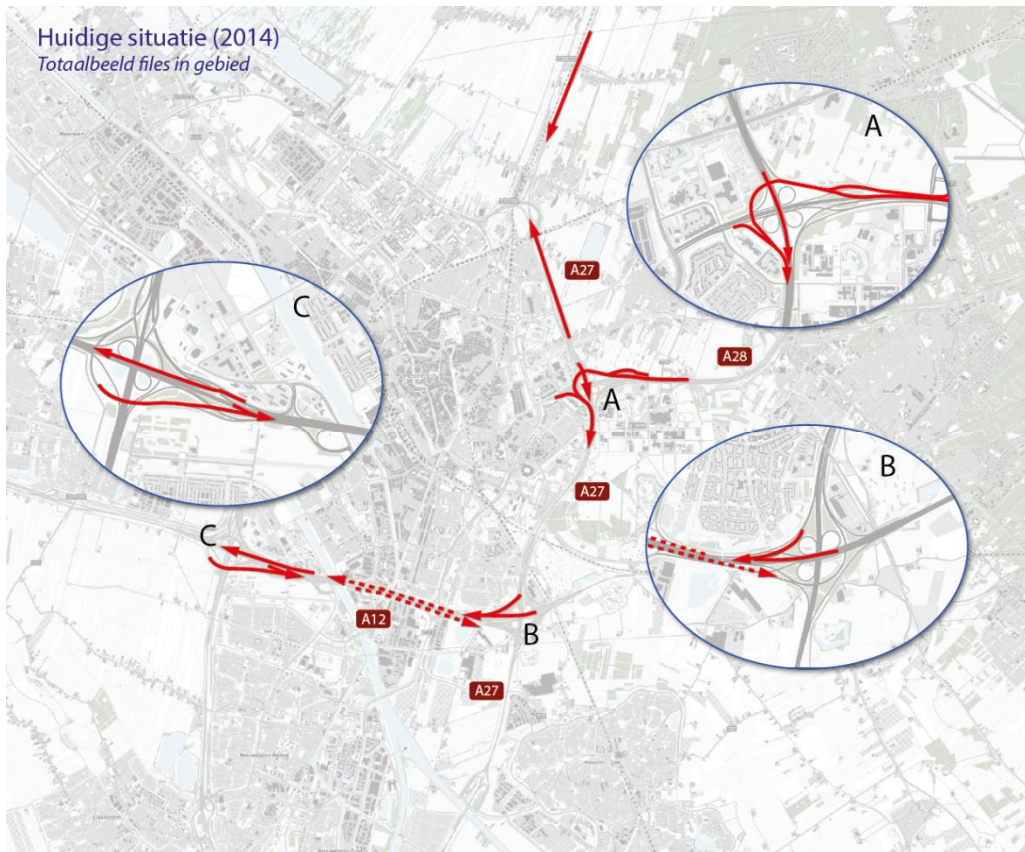 Huidige situatie (2014)
Totaalbeeld files in gebied
A
A27
C
A28
A
B
A27
C
A12
B
A27